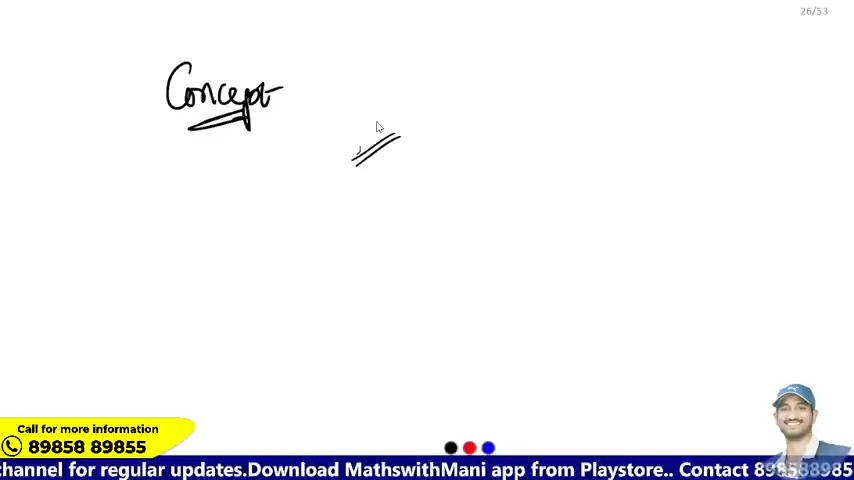 26/53
Concept
Call for more information
89858 89855
channel for regular updates.Download MathswithMani app from Playstore.. Contact 898588985